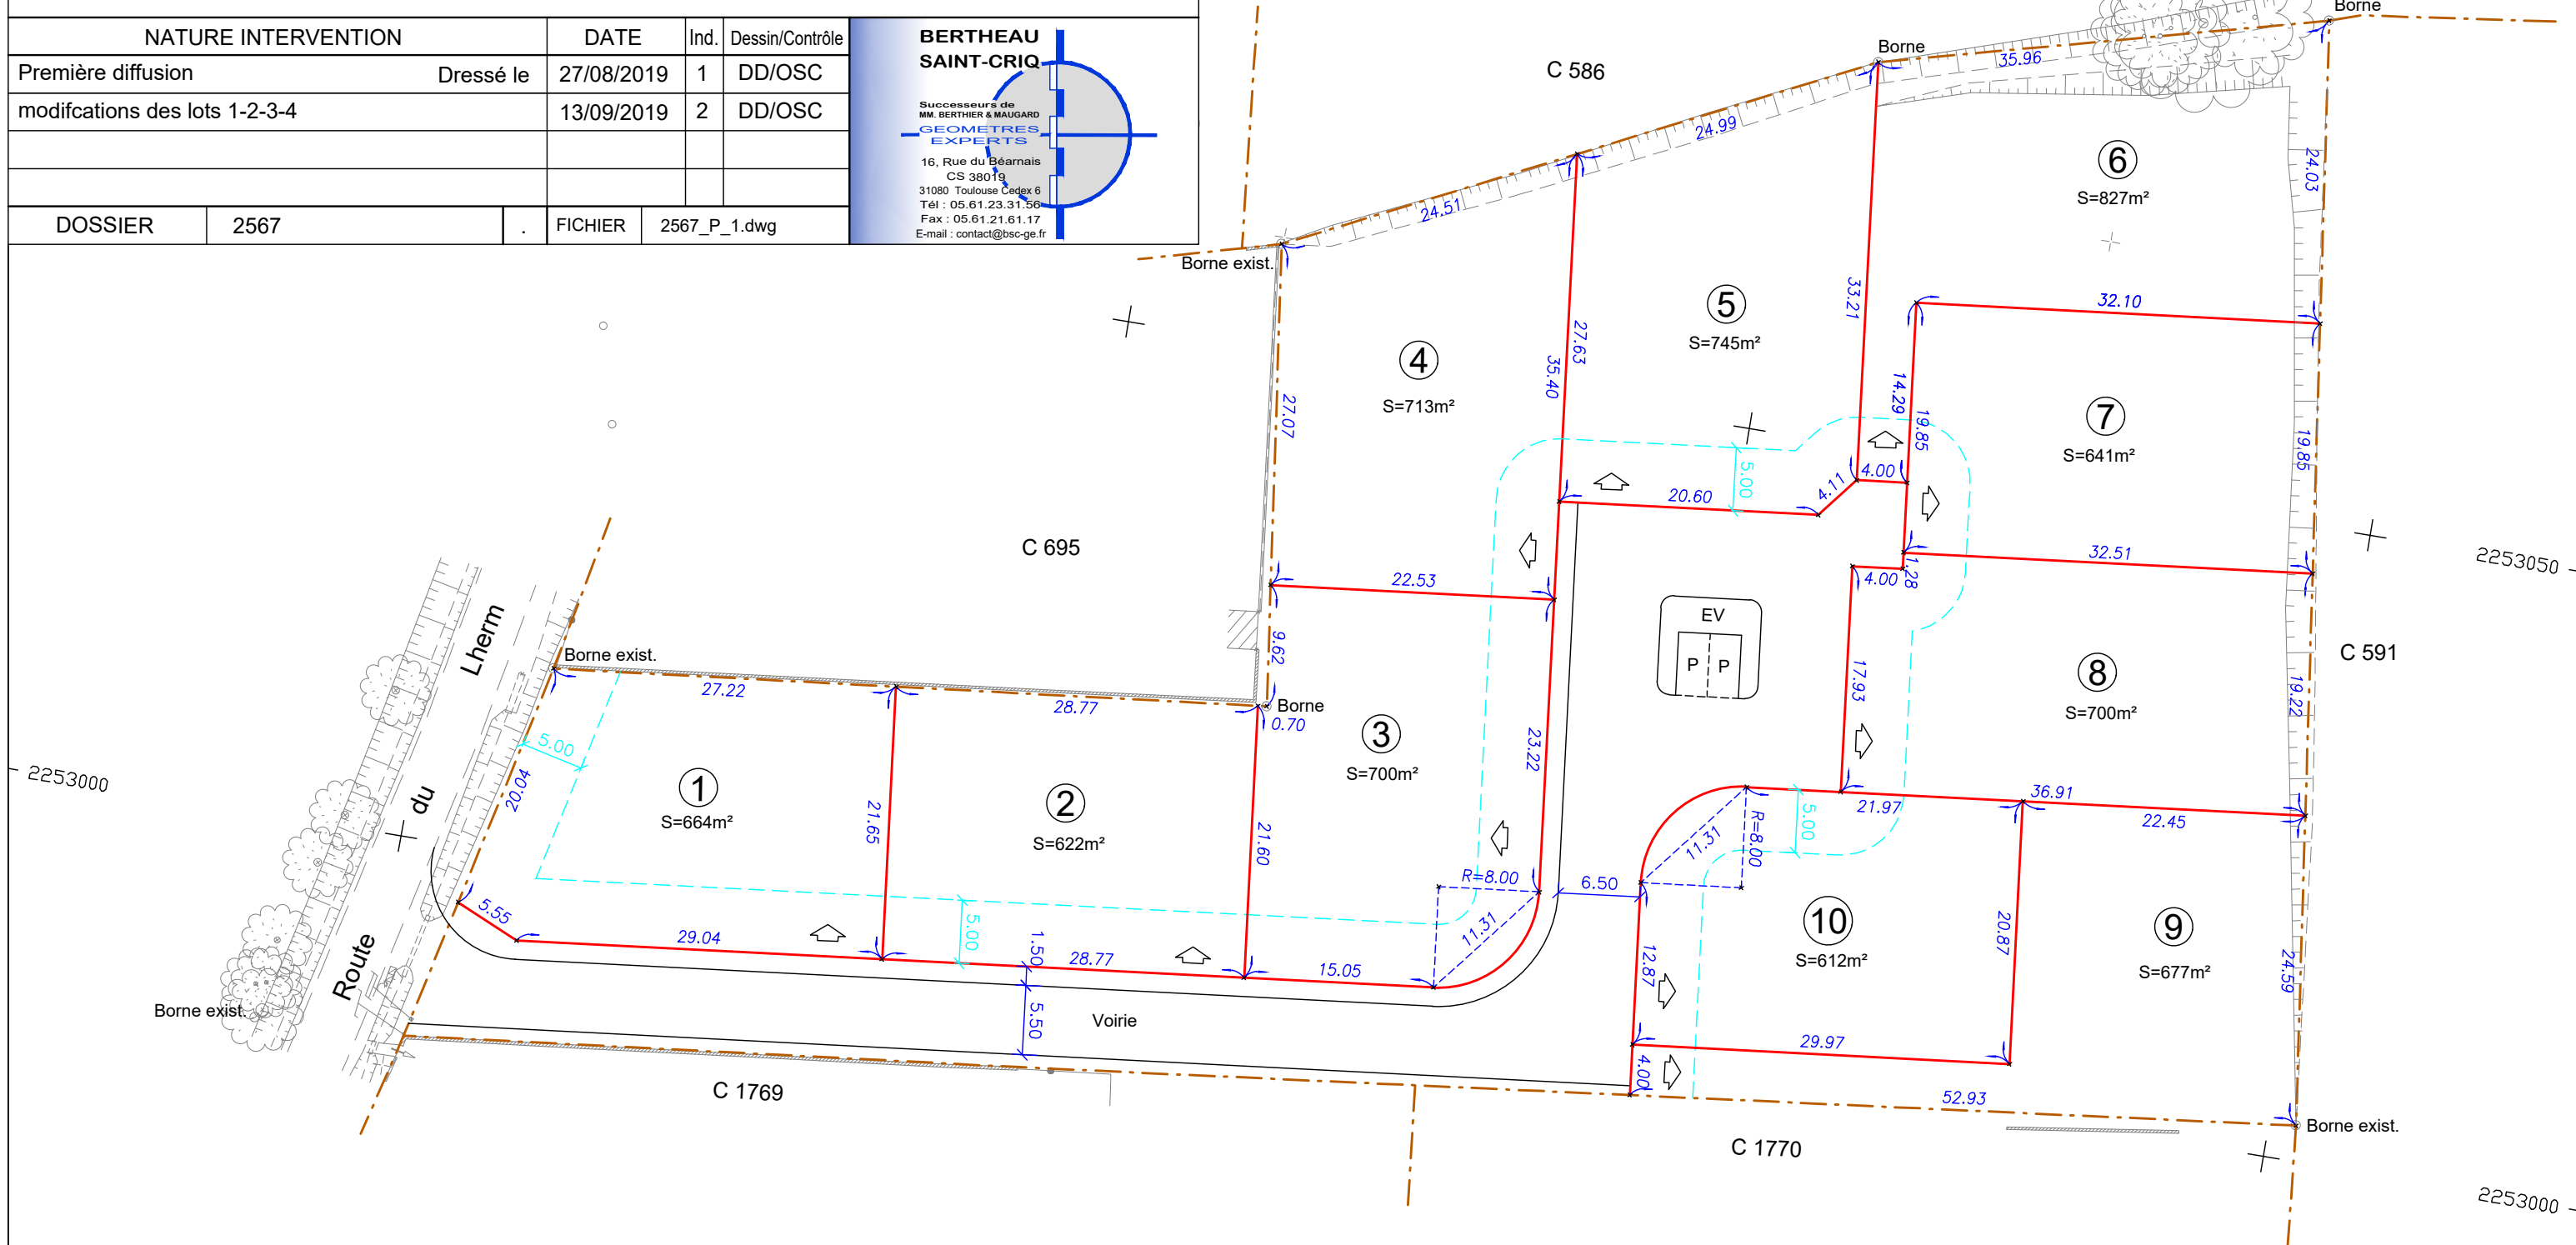 NATURE INTERVENTION DATE Ind. Dessin/Contrôle
Première diffusion Dressé le 27/08/2019 1 DD/OSC
modifcations des lots 1-2-3-4 13/09/2019 2 DD/OSC
DOSSIER 2567 . FICHIER 2567_P_1.dwg
BERTHEAU
SAINT-CRIQ
Successeurs de
MM. BERTHIER & MAUGARD
GEOMETRES
EXPERTS
16, Rue du Béarnais
CS 38019
31080 Toulouse Cedex 6
Tél : 05.61.23.31.56
Fax : 05.61.21.61.17
E-mail : contact@bsc-ge.fr
C 586
Borne
Borne
35.96
24.99
24.51
Borne exist.
6
S=827m²
24.03
32.10
33.21
5
S=745m²
27.63
35.40
4
S=713m²
27.07
14.29
19.85
7
S=641m²
19.85
4.00
4.11
20.60
5.00
C 695
22.53
9.62
32.51
1.28
4.00
2253050
C 591
EV
P P
17.93
8
S=700m²
19.22
Route du Lherm
Borne exist.
27.22
28.77
Borne
0.70
5.00
20.04
1
S=664m²
21.65
2
S=622m²
21.60
3
S=700m²
23.22
2253000
36.91
21.97
22.45
5.00
R=8.00
11.31
R=8.00
11.31
6.50
5.55
29.04
5.00
1.50
28.77
15.05
12.87
10
S=612m²
20.87
9
S=677m²
24.59
Borne exist.
5.50
Voirie
29.97
4.00
52.93
C 1769
C 1770
Borne exist.
2253000